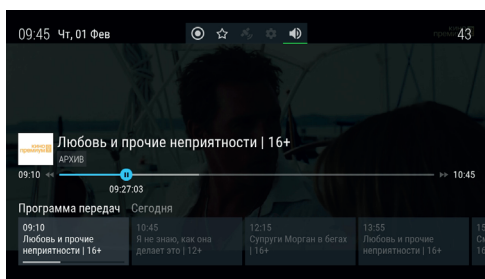 09:45 Чт, 01 Фев
43
Любовь и прочие неприятности | 16+
АРХИВ
09:10
10:45
09:27:03
Программа передач Сегодня
09:10
Любовь и прочие
неприятности | 16+
10:45
Я не знаю, как она
делает это | 12+
12:15
Супруги Морган в бегах
| 16+
13:55
Любовь и прочие
неприятности | 16+